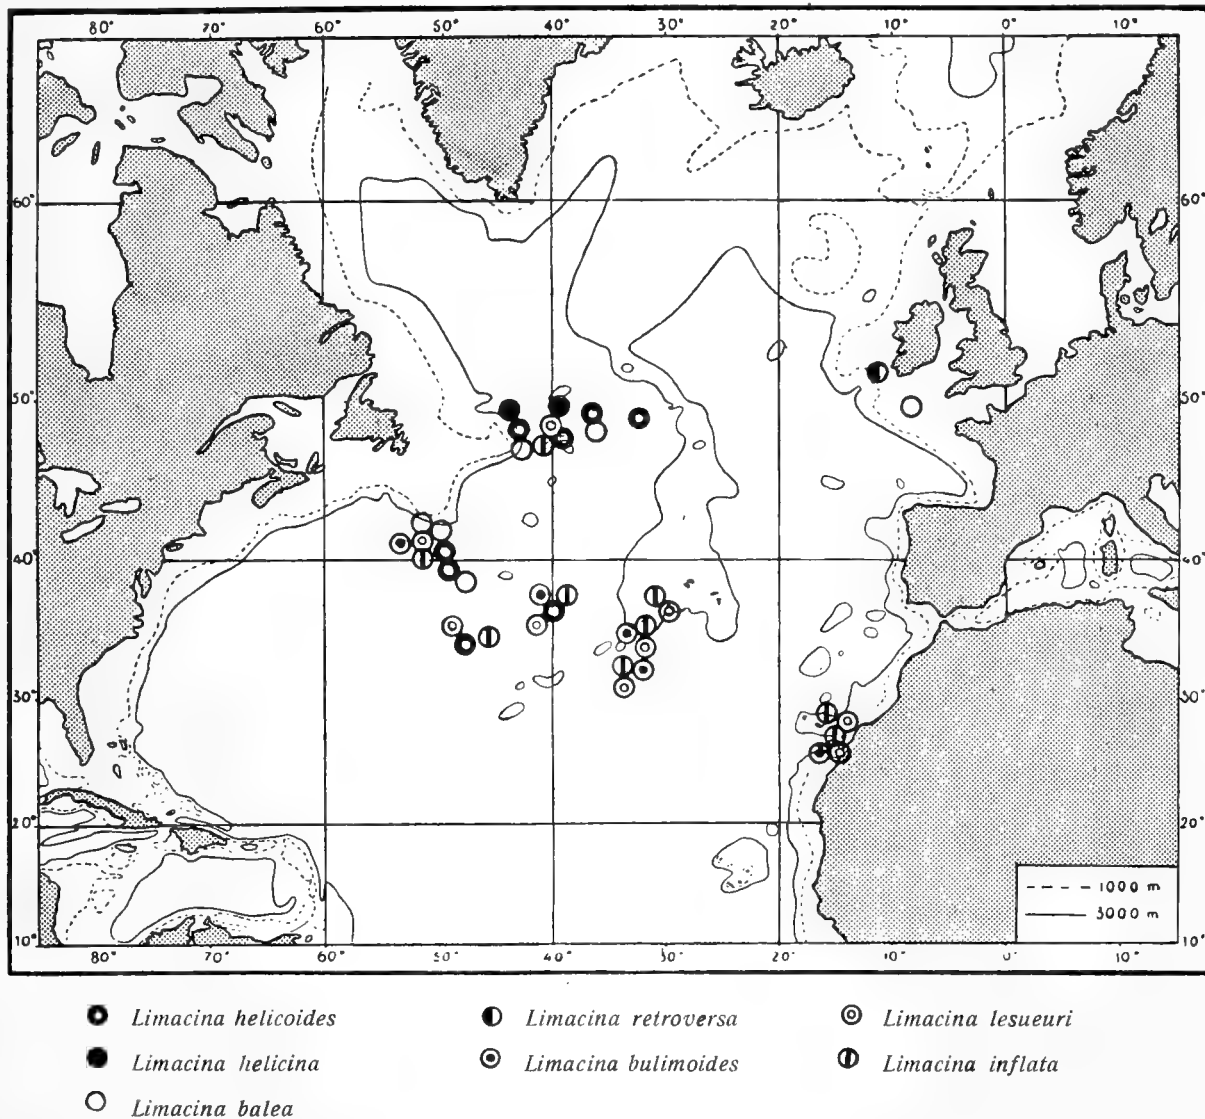 80° 70° 60° 50° 40° 30° 20° 10° 0° 10°
60° 60°
50° 50°
40° 40°
30° 30°
20° 20°
1000 m
3000 m
10° 10°
80° 70° 60° 50° 40° 30° 20° 10° 0° 10°
Limacina helicoides Limacina retroversa Limacina lesueuri
Limacina helicina Limacina bulimoides Limacina inflata
Limacina balea